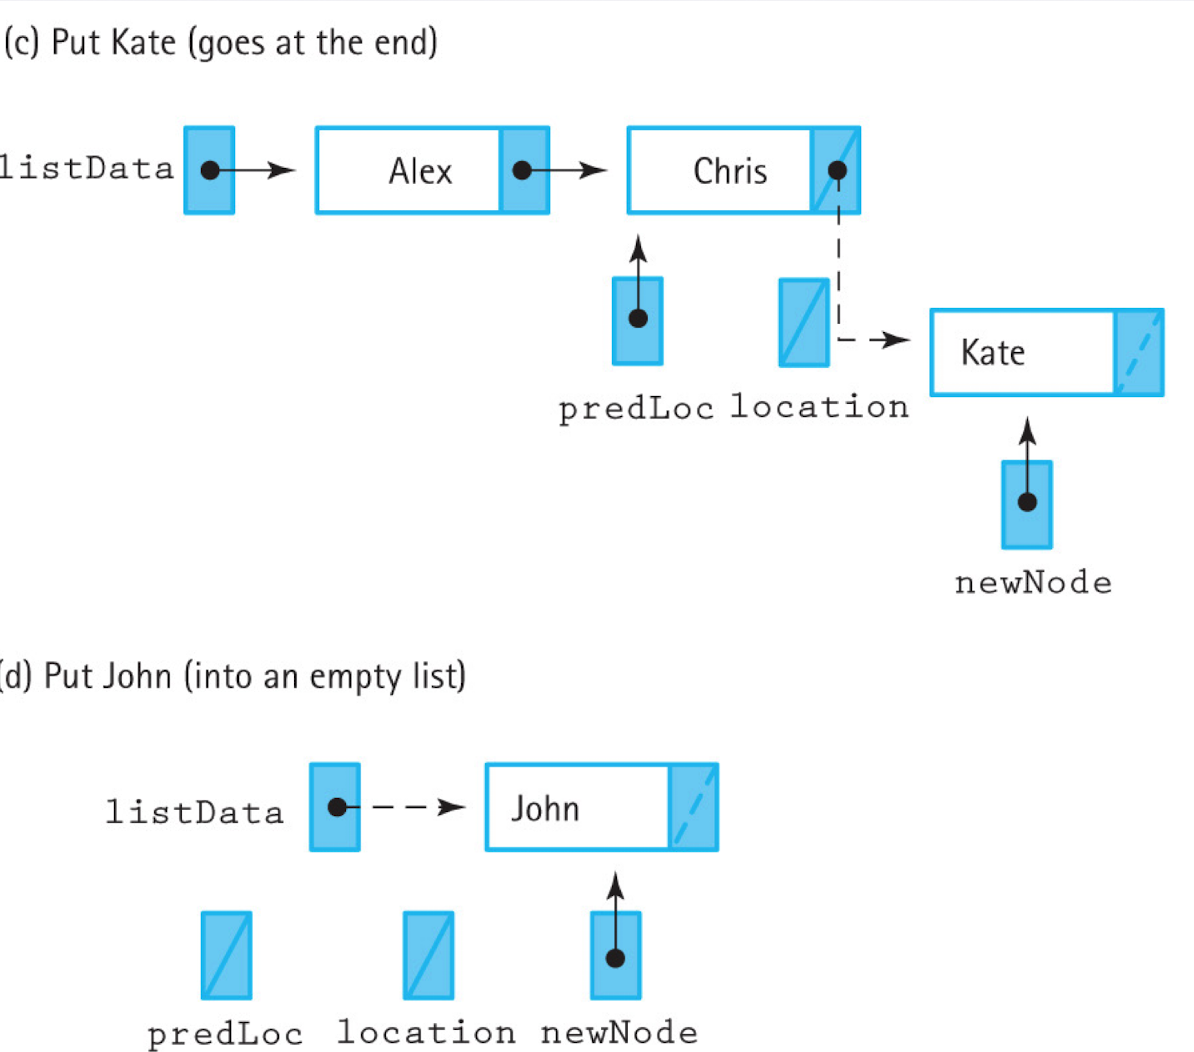 (c) Put Kate (goes at the end)
listData Alex Chris
predLoc location Kate
newNode
(d) Put John (into an empty list)
listData John
predLoc location newNode